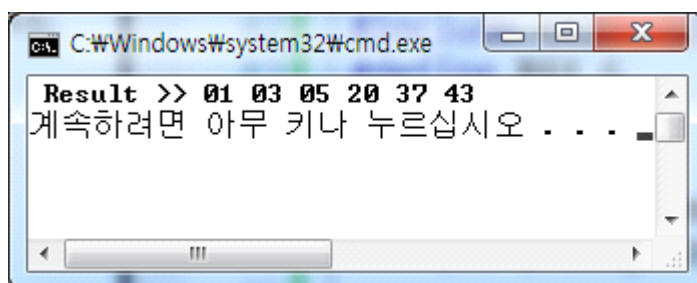 C:₩Windows₩system32₩cmd.exe
Result >> 01 03 05 20 37 43
계속하려면 아무 키나 누르십시오 . . .